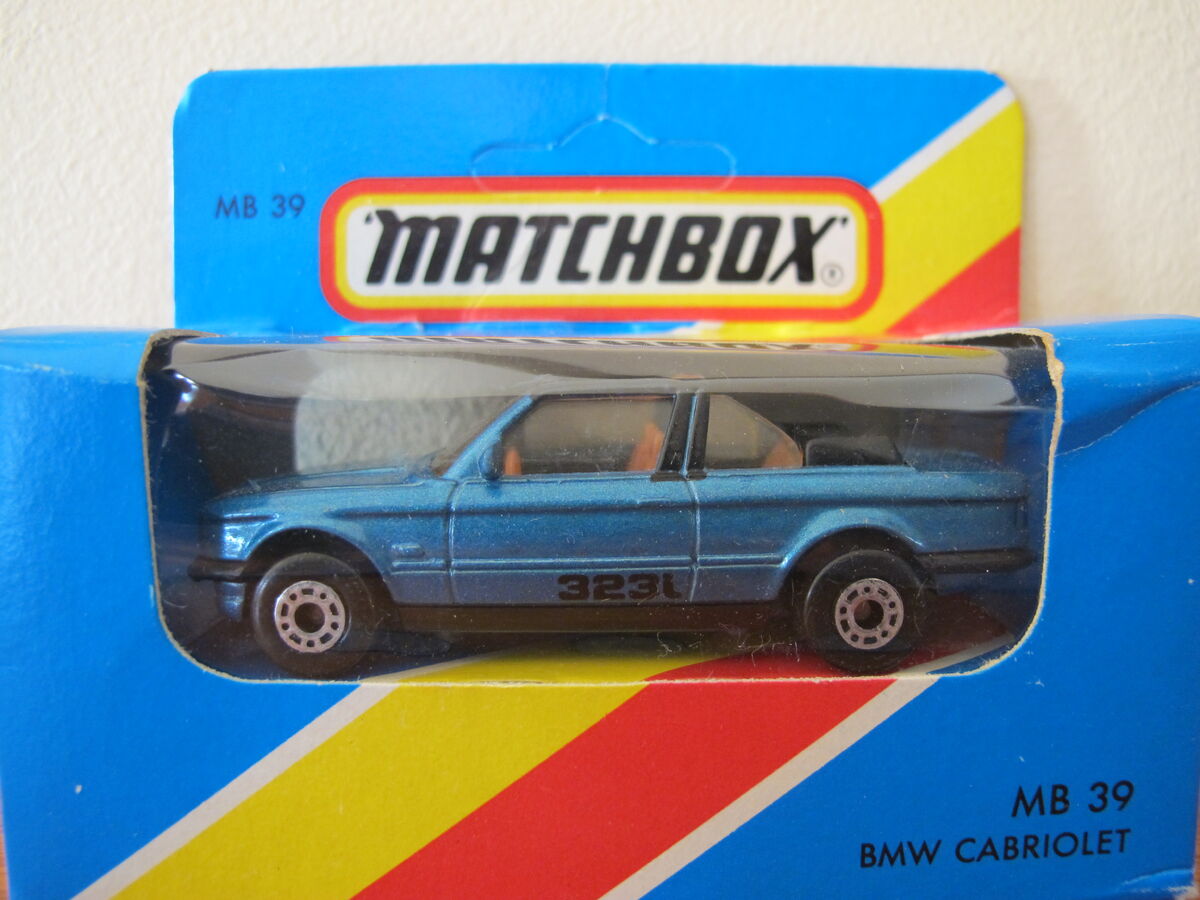 MB 39
"MATCHBOX"
®
323i
MB 39
BMW CABRIOLET